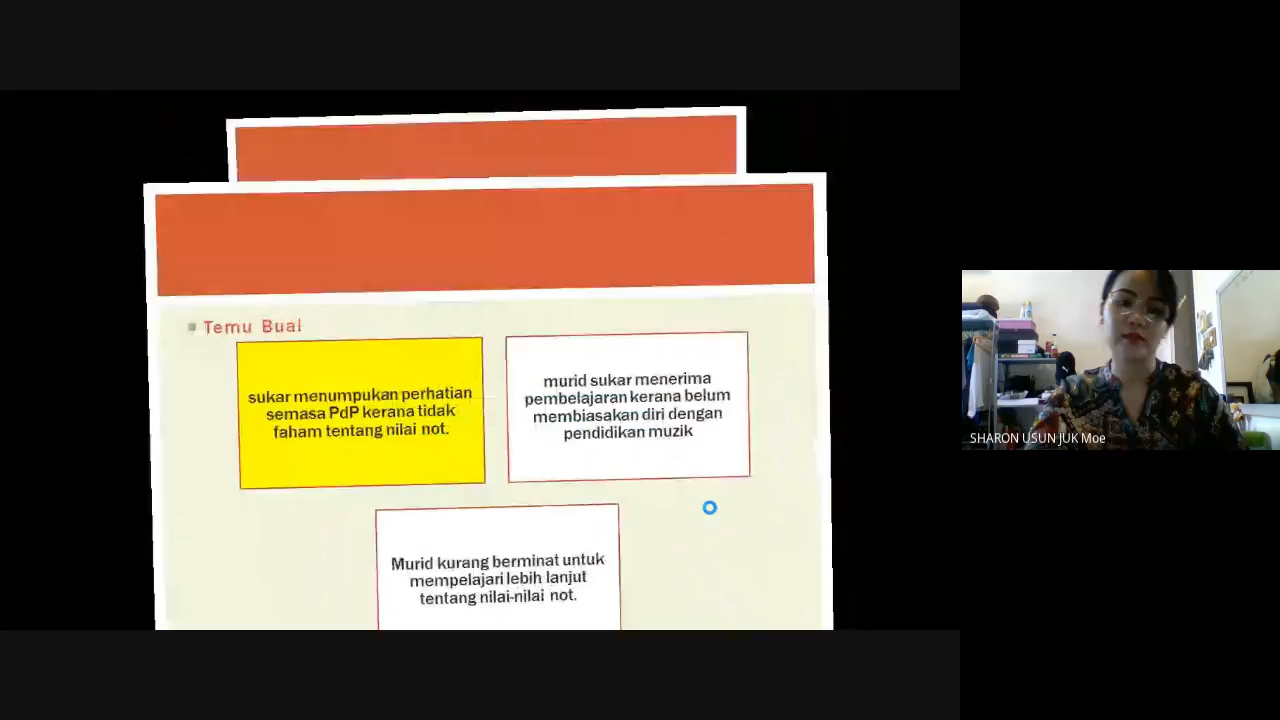 Temu Bual
sukar menumpukan perhatian
semasa PdP kerana tidak
faham tentang nilai not.
murid sukar menerima
pembelajaran kerana belum
membiasakan diri dengan
pendidikan muzik
Murid kurang berminat untuk
mempelajari lebih lanjut
tentang nilai-nilai not.
SHARON USUN JUK Moe